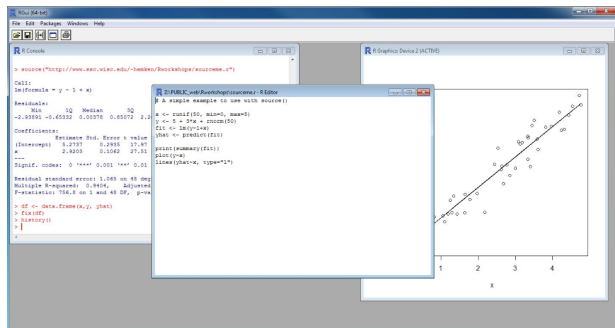 RGui (64-bit)
File Edit Packages Windows Help
R Console
> source("http://www.ssc.wisc.edu/~hemken/Rworkshops/sourceme.r")
Call:
lm(formula = y ~ 1 + x)
Residuals:
Min 1Q Median 3Q
-2.93891 -0.65332 0.00378 0.85072
Coefficients:
Estimate Std. Error t value
(Intercept) 5.2737 0.2935 17.97
x 2.9203 0.1062 27.51
---
Signif. codes: 0 '***' 0.001 '**' 0.01
Residual standard error: 1.065 on 48 deg
Multiple R-squared: 0.9404, Adjusted
F-statistic: 756.8 on 1 and 48 DF, p-va
> df <- data.frame(x,y, yhat)
> fix(df)
> history()
>
Z:\PUBLIC_web\Rworkshops\sourceme.r - R Editor
# A simple example to use with source()
x <- runif(50, min=0, max=5)
y <- 5 + 3*x + rnorm(50)
fit <- lm(y~1+x)
yhat <- predict(fit)
print(summary(fit))
plot(y~x)
lines(yhat~x, type="l")
R Graphics: Device 2 (ACTIVE)
1 2 3 4
x